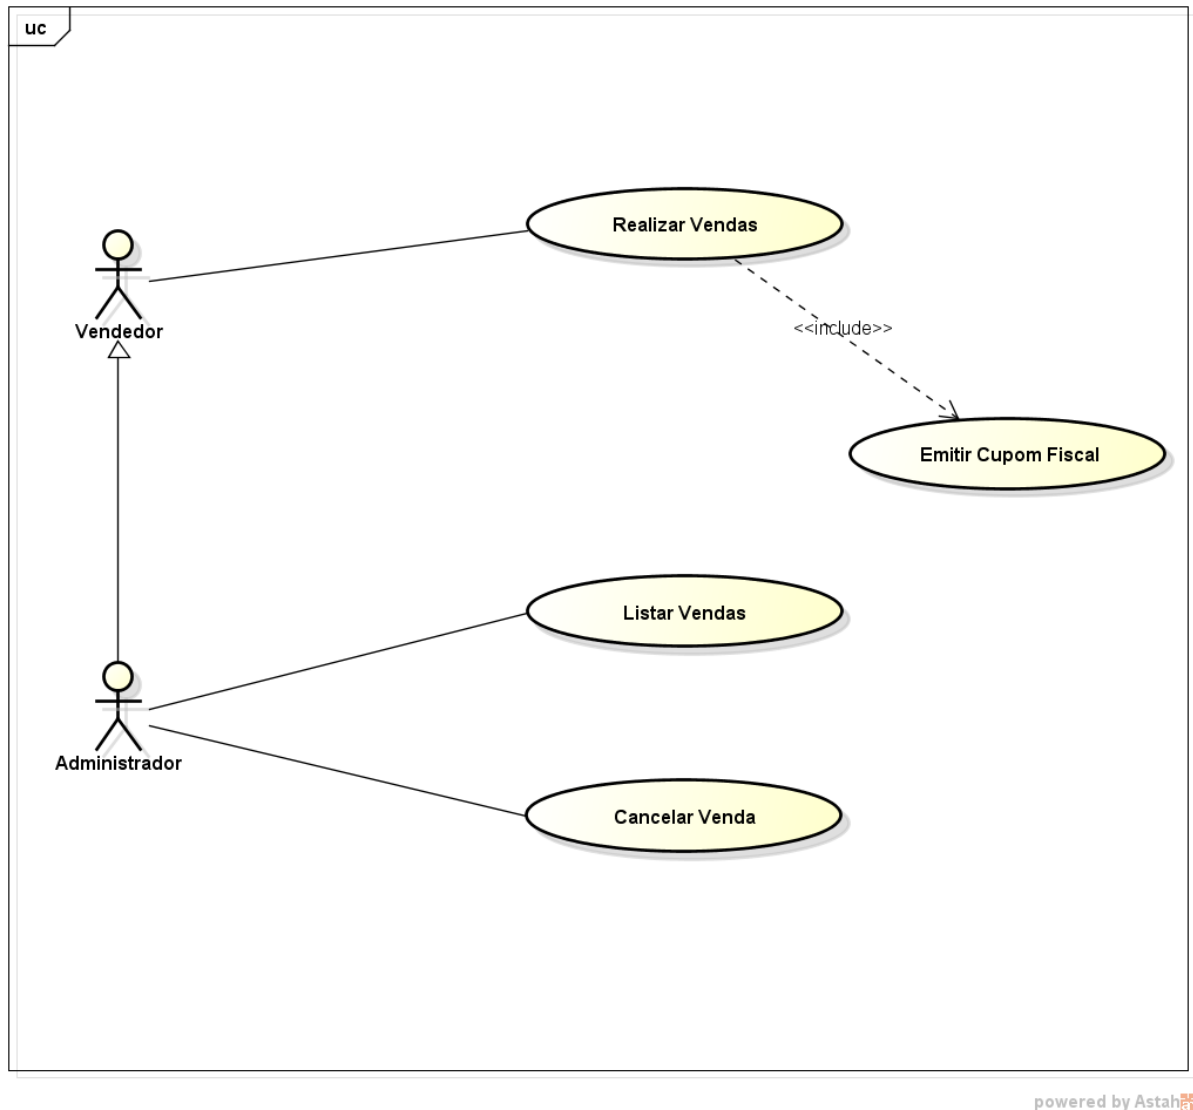 uc
Realizar Vendas
Vendedor
<<include>>
Emitir Cupom Fiscal
Listar Vendas
Administrador
Cancelar Venda
powered by Astah